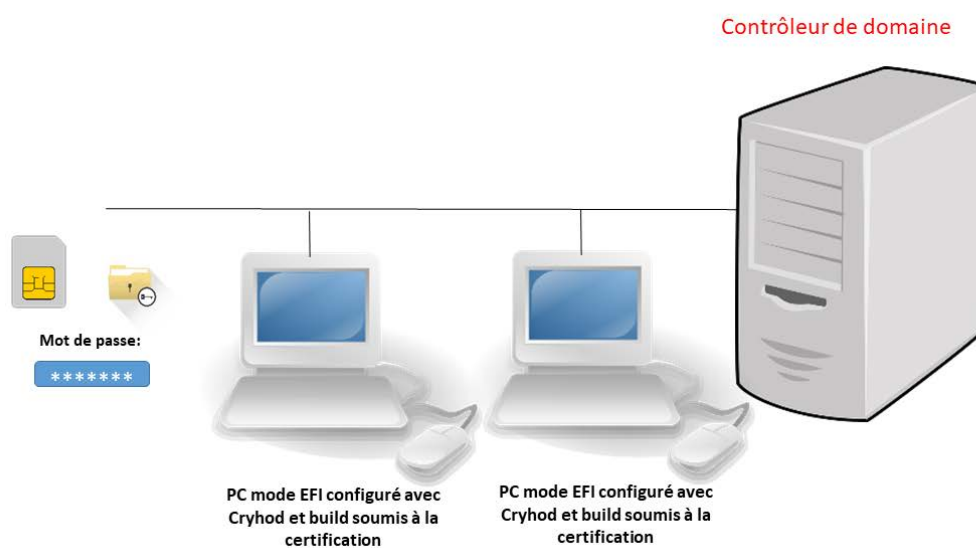 Contrôleur de domaine
Mot de passe:
*******
PC mode EFI configuré avec
Cryhod et build soumis à la
certification
PC mode EFI configuré avec
Cryhod et build soumis à la
certification